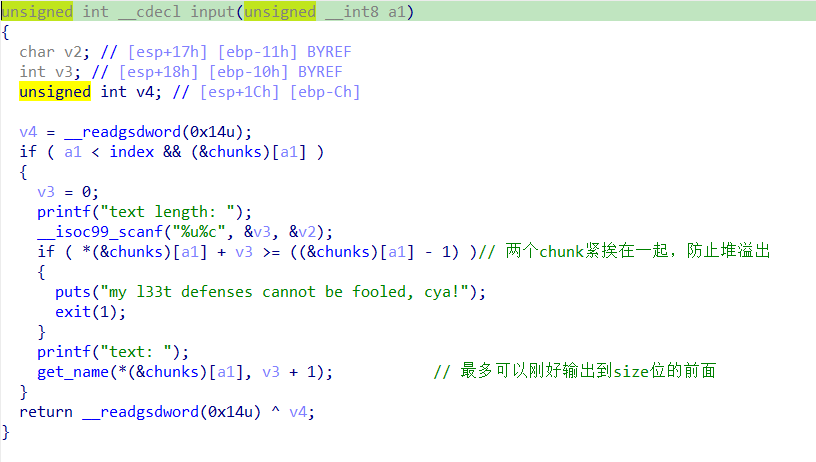 unsigned int __cdecl input(unsigned __int8 a1)
{
  char v2; // [esp+17h] [ebp-11h] BYREF
  int v3; // [esp+18h] [ebp-10h] BYREF
  unsigned int v4; // [esp+1Ch] [ebp-Ch]

  v4 = __readgsdword(0x14u);
  if ( a1 < index && (&chunks)[a1] )
  {
    v3 = 0;
    printf("text length: ");
    __isoc99_scanf("%u%c", &v3, &v2);
    if ( *(&chunks)[a1] + v3 >= ((&chunks)[a1] - 1) )// 两个chunk紧挨在一起，防止堆溢出
    {
      puts("my l33t defenses cannot be fooled, cya!");
      exit(1);
    }
    printf("text: ");
    get_name(*(&chunks)[a1], v3 + 1);             // 最多可以刚好输出到size位的前面
  }
  return __readgsdword(0x14u) ^ v4;
}